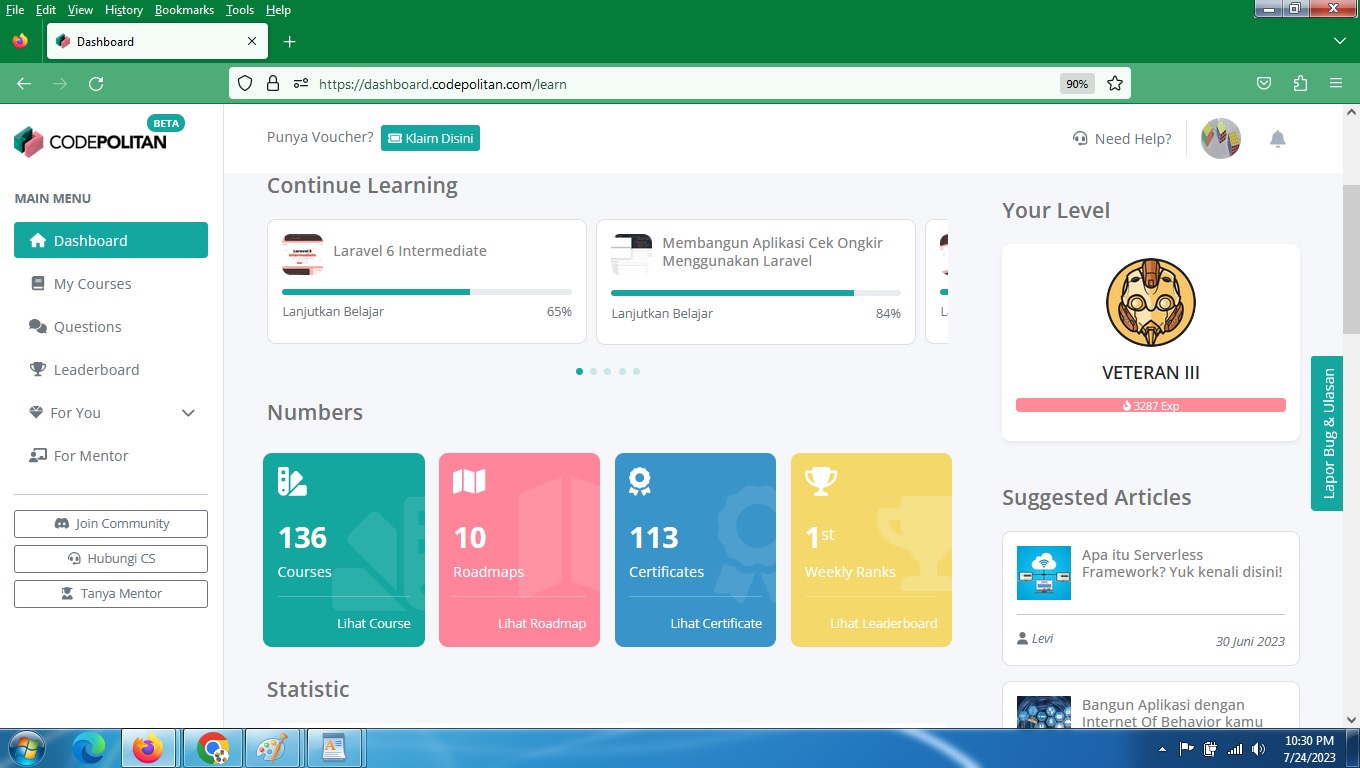 File Edit View History Bookmarks Tools Help
Dashboard
https://dashboard.codepolitan.com/learn
90%
CODEPOLITAN
BETA
Punya Voucher?
Klaim Disini
Need Help?
MAIN MENU
Dashboard
My Courses
Questions
Leaderboard
For You
For Mentor
Join Community
Hubungi CS
Tanya Mentor
Continue Learning
Laravel 6 Intermediate
Lanjutkan Belajar 65%
Membangun Aplikasi Cek Ongkir
Menggunakan Laravel
Lanjutkan Belajar 84%
Numbers
136
Courses
Lihat Course
10
Roadmaps
Lihat Roadmap
113
Certificates
Lihat Certificate
1st
Weekly Ranks
Lihat Leaderboard
Statistic
Your Level
VETERAN III
3287 Exp
Suggested Articles
Apa itu Serverless
Framework? Yuk kenali disini!
Levi
30 Juni 2023
Bangun Aplikasi dengan
Internet Of Behavior kamu
Lapor Bug & Ulasan
10:30 PM
7/24/2023